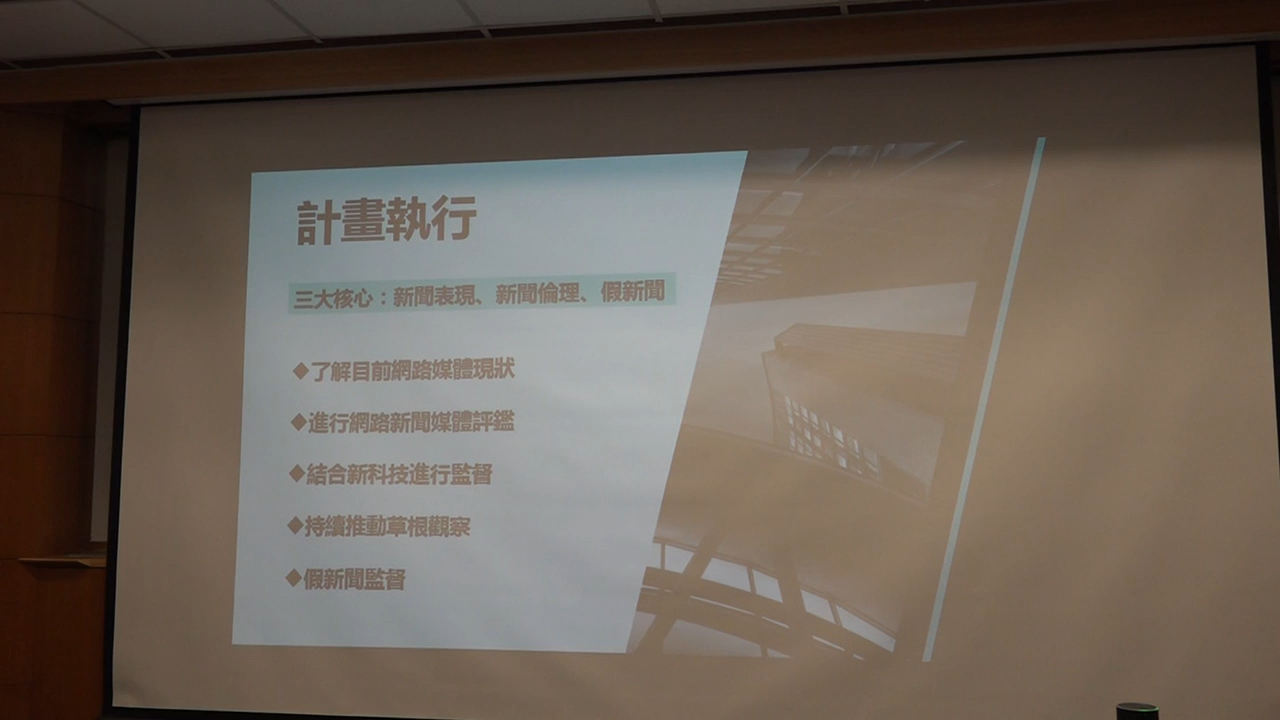 計畫執行
三大核心：新聞表現、新聞倫理、假新聞
◆了解目前網路媒體現狀
◆進行網路新聞媒體評鑑
◆結合新科技進行監督
◆持續推動草根觀察
◆假新聞監督